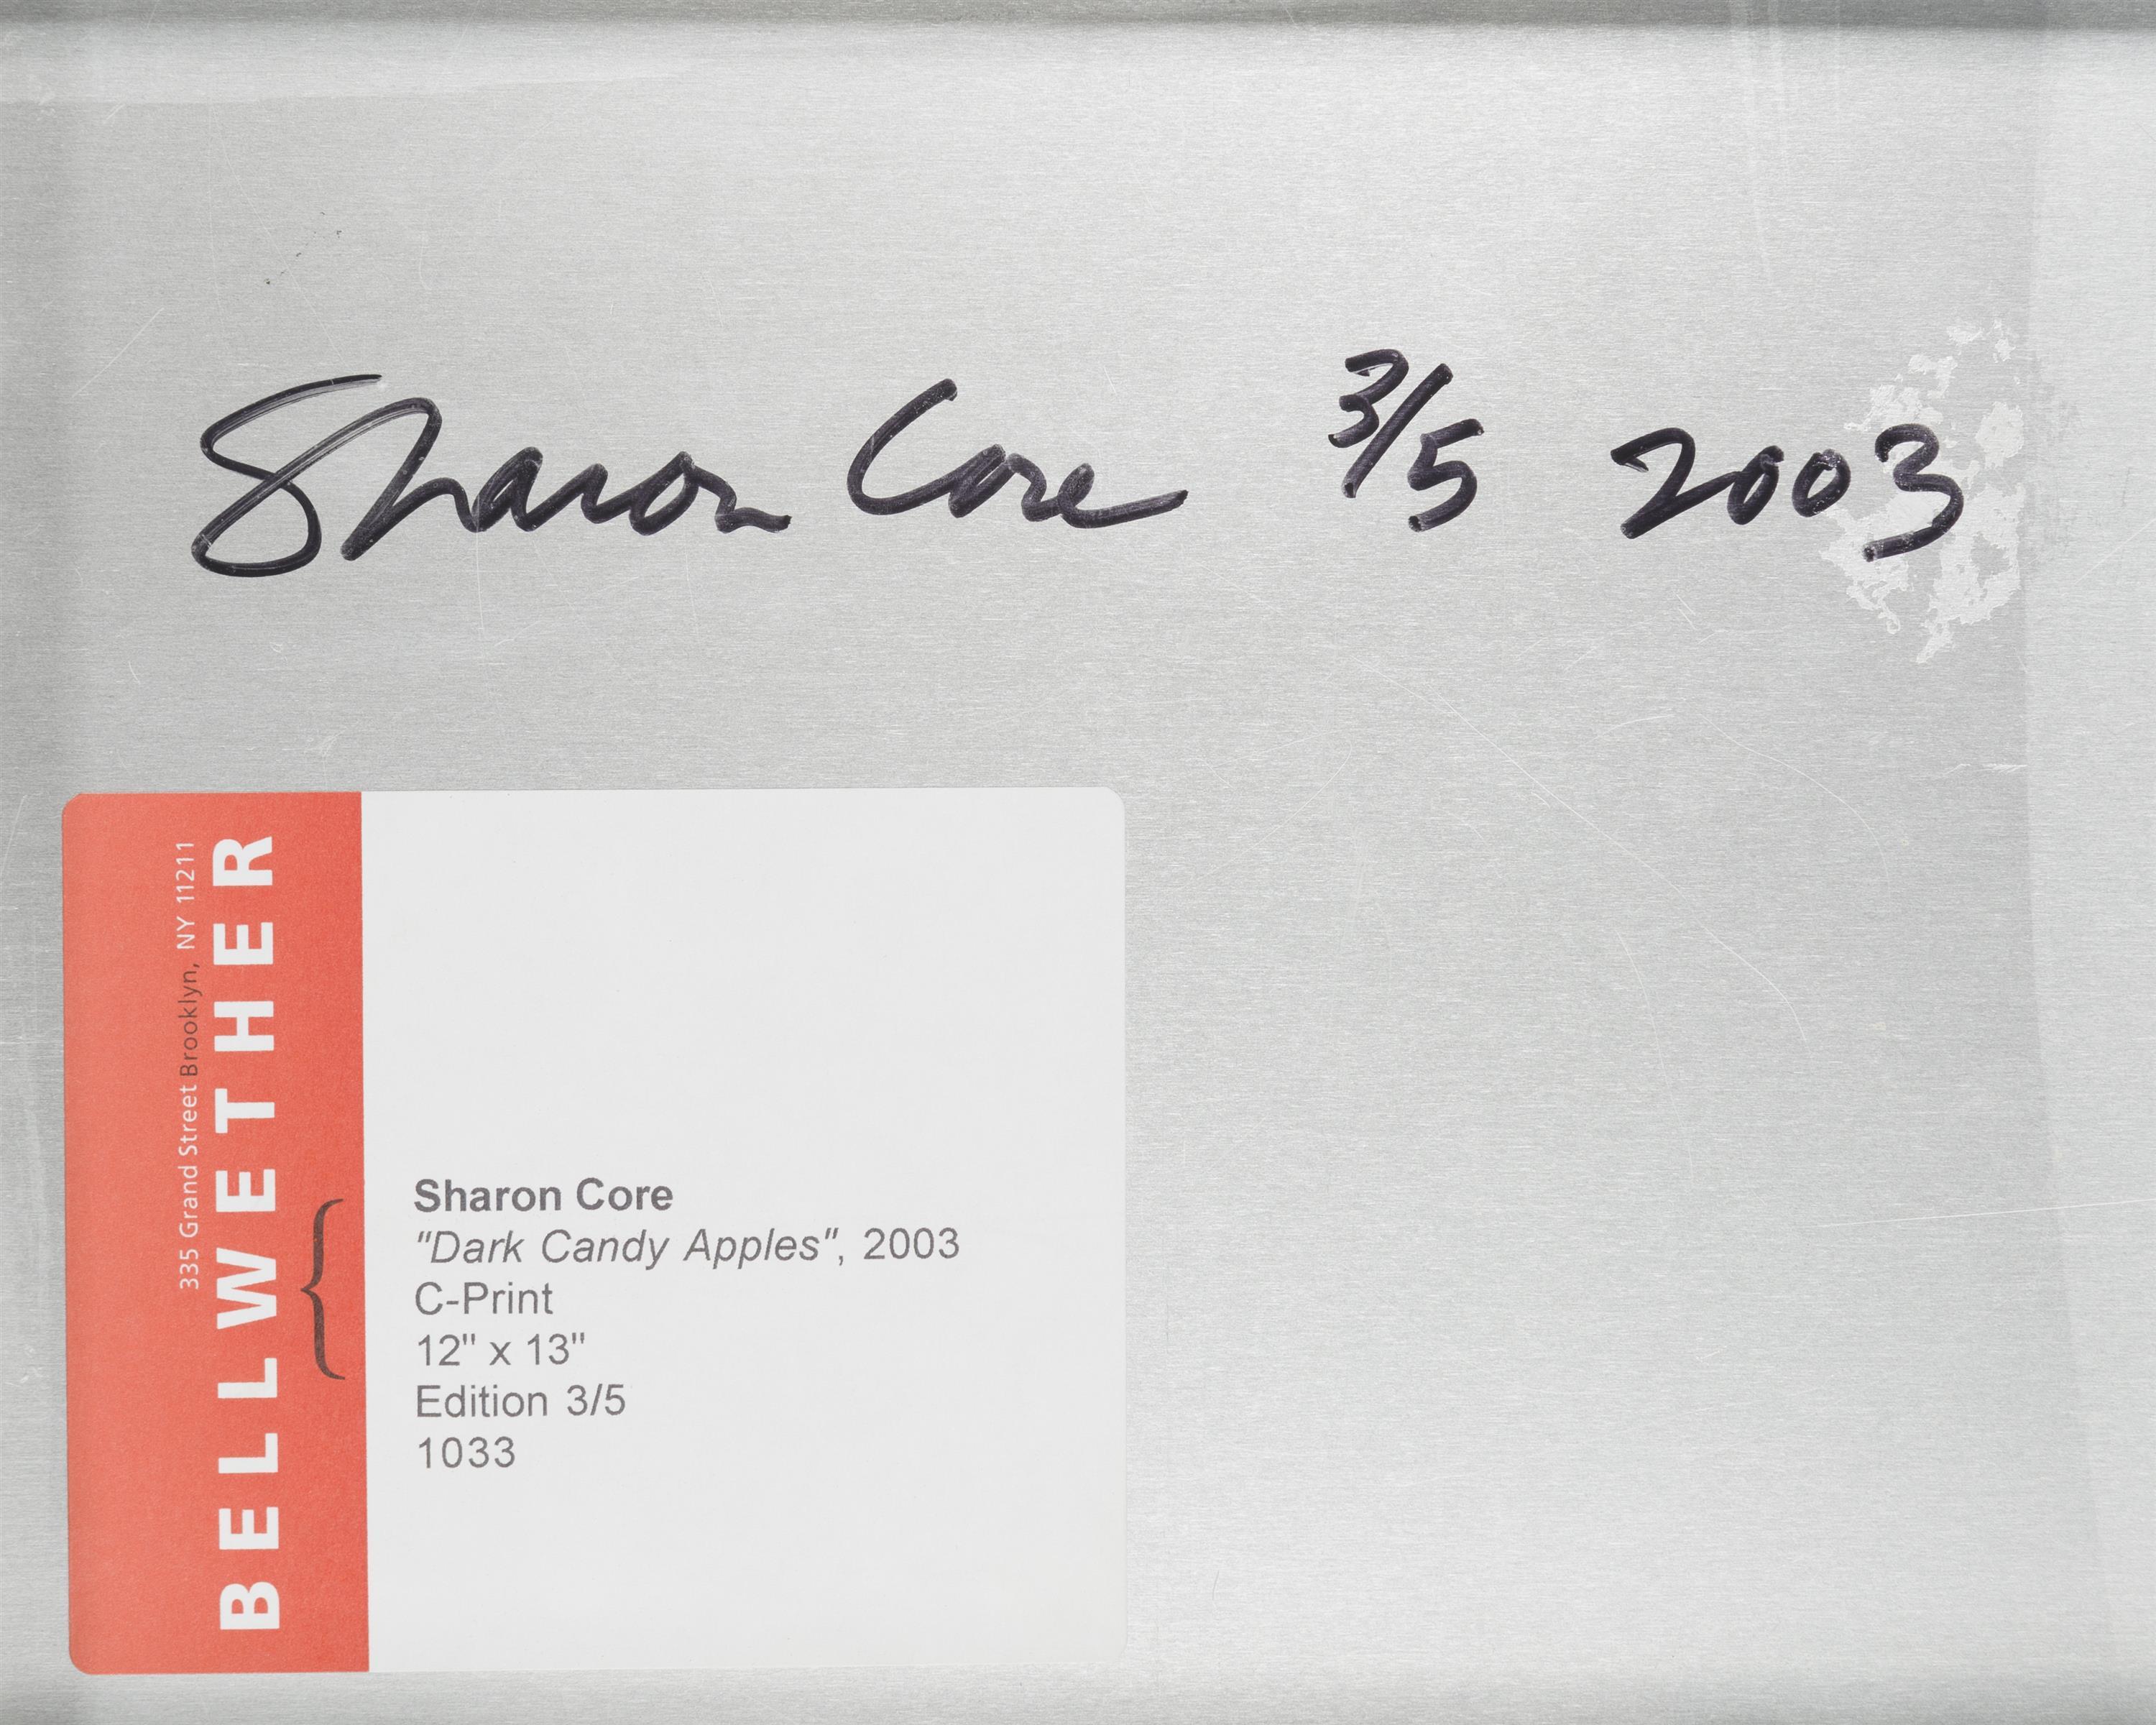 Sharon Core 3/5 2003
335 Grand Street Brooklyn, NY 11211
BELLWETHER
Sharon Core
"Dark Candy Apples", 2003
C-Print
12" x 13"
Edition 3/5
1033